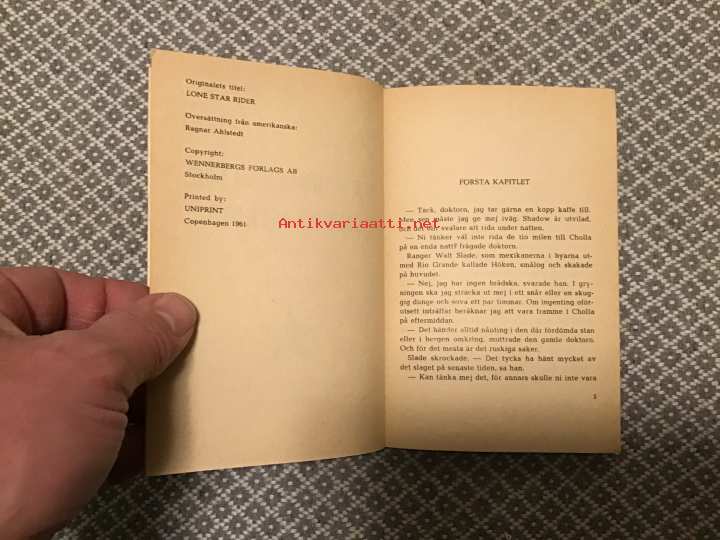 Originalets titel:
LONE STAR RIDER
Översättning från amerikanska:
Ragnar Ahlstedt
Copyright:
WENNERBERGS FÖRLAGS AB
Stockholm
Printed by:
UNIPRINT
Copenhagen 1961
Antikvariaatti.net
FÖRSTA KAPITLET
— Tack, doktorn, jag tar gärna en kopp kaffe till.
Men sen måste jag ge mej iväg. Shadow är utvilad,
och det blir svalare att rida under natten.
— Ni tänker väl inte rida de tio milen till Cholla
på en enda natt? frågade doktorn.
Ranger Walt Slade, som mexikanerna i byarna ut-
med Rio Grande kallade Höken, smålog och skakade
på huvudet.
— Nej, jag har ingen brådska, svarade han. I gry-
ningen ska jag sträcka ut mej i ett snår eller en skug-
gig dunge och sova ett par timmar. Om ingenting oför-
utsett inträffar beräknar jag att vara framme i Cholla
på eftermiddan.
— Det händer alltid nånting i den där fördömda stan
eller i bergen omkring, muttrade den gamle doktorn.
Och för det mesta är det ruskiga saker.
Slade skrockade. — Det tycks ha hänt mycket av
det slaget på senaste tiden, sa han.
— Kan tänka mej det, för annars skulle ni inte vara
5